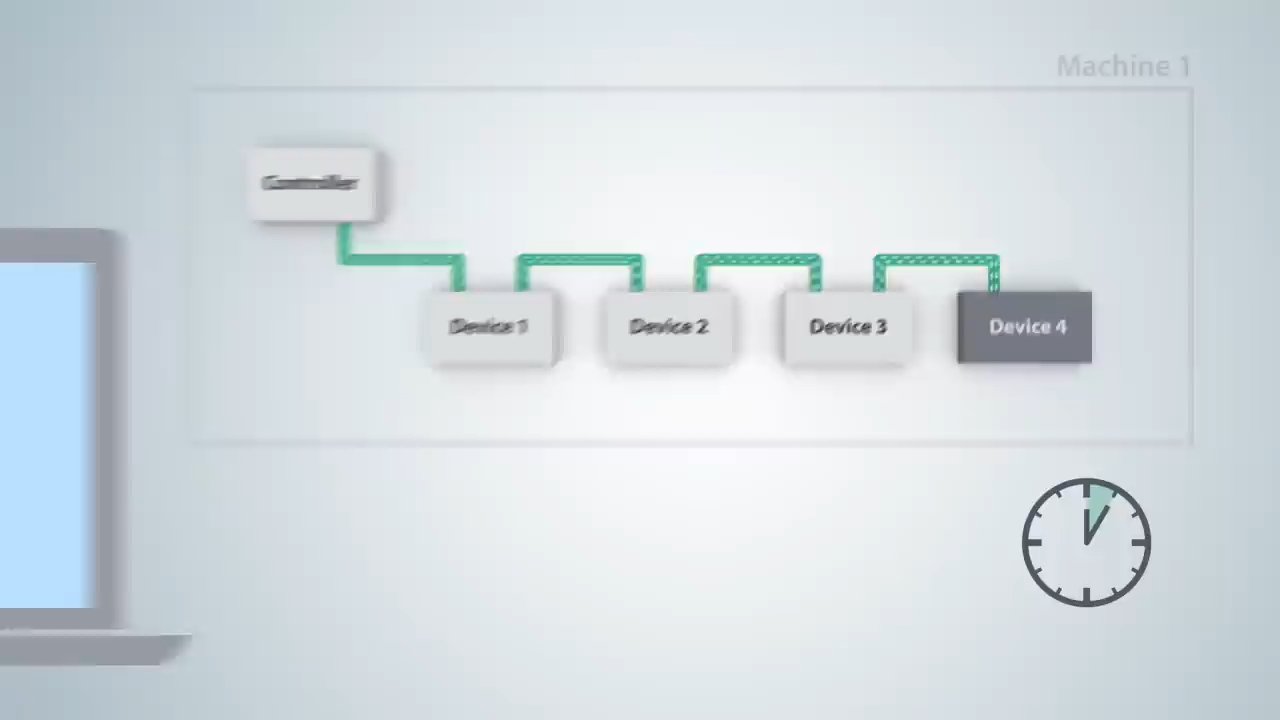 Machine 1
Controller
Device 1
Device 2
Device 3
Device 4